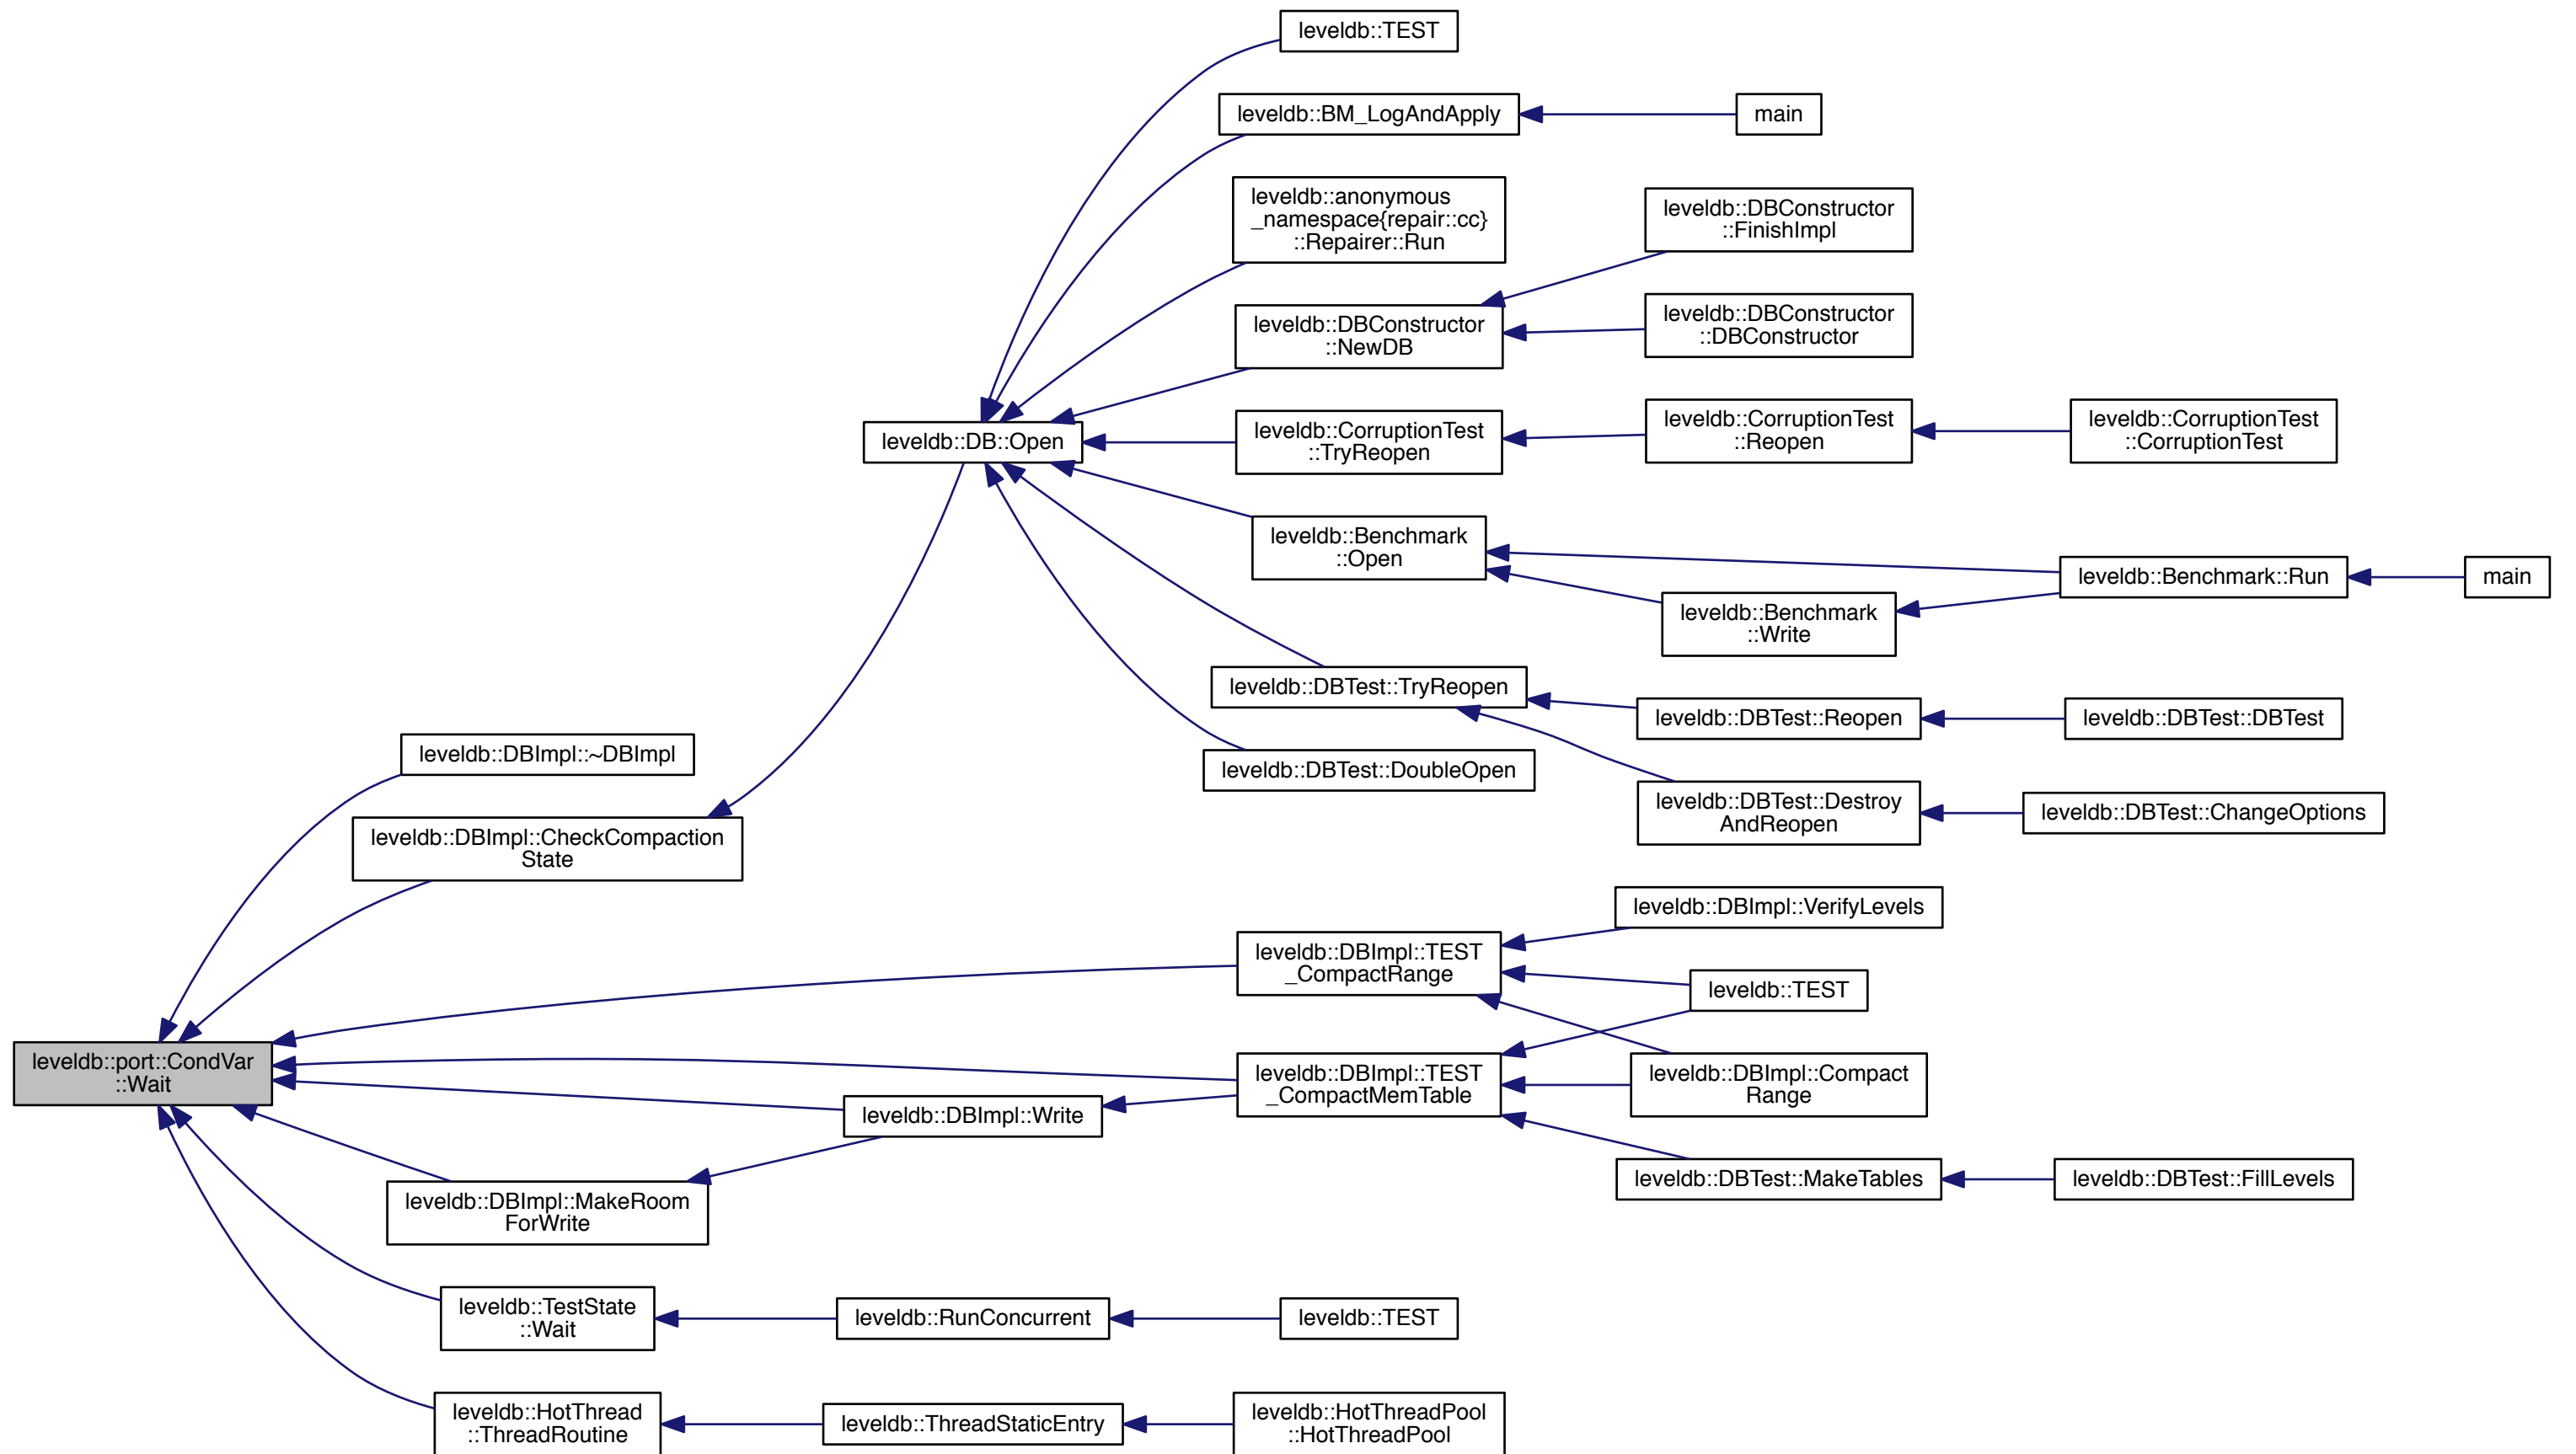 leveldb::TEST
leveldb::BM_LogAndApply
main
leveldb::anonymous
_namespace{repair::cc}
::Repairer::Run
leveldb::DBConstructor
::FinishImpl
leveldb::DBConstructor
::NewDB
leveldb::DBConstructor
::DBConstructor
leveldb::DB::Open
leveldb::CorruptionTest
::TryReopen
leveldb::CorruptionTest
::Reopen
leveldb::CorruptionTest
::CorruptionTest
leveldb::Benchmark
::Open
leveldb::Benchmark::Run
main
leveldb::Benchmark
::Write
leveldb::DBTest::TryReopen
leveldb::DBTest::Reopen
leveldb::DBTest::DBTest
leveldb::DBImpl::~DBImpl
leveldb::DBTest::DoubleOpen
leveldb::DBTest::Destroy
AndReopen
leveldb::DBTest::ChangeOptions
leveldb::DBImpl::CheckCompaction
State
leveldb::DBImpl::VerifyLevels
leveldb::DBImpl::TEST
_CompactRange
leveldb::TEST
leveldb::port::CondVar
::Wait
leveldb::DBImpl::TEST
_CompactMemTable
leveldb::DBImpl::Compact
Range
leveldb::DBImpl::Write
leveldb::DBTest::MakeTables
leveldb::DBTest::FillLevels
leveldb::DBImpl::MakeRoom
ForWrite
leveldb::TestState
::Wait
leveldb::RunConcurrent
leveldb::TEST
leveldb::HotThread
::ThreadRoutine
leveldb::ThreadStaticEntry
leveldb::HotThreadPool
::HotThreadPool